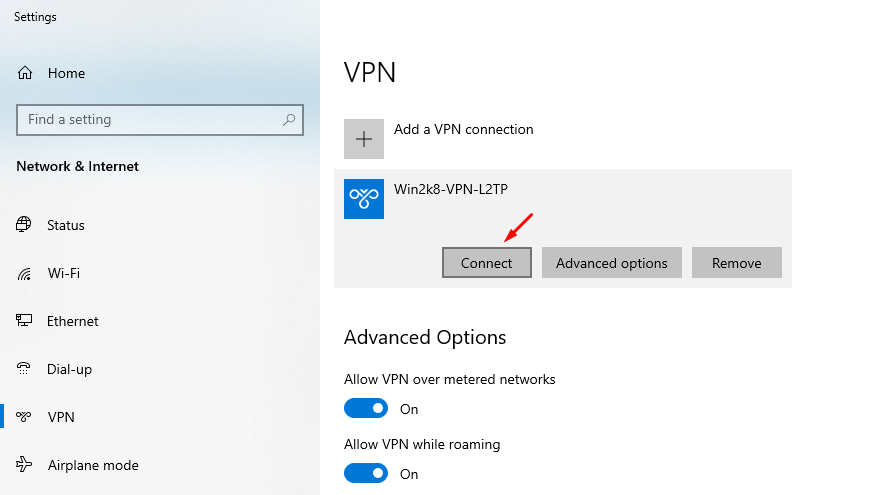 Settings
Home
Find a setting
Network & Internet
Status
Wi-Fi
Ethernet
Dial-up
VPN
Airplane mode
VPN
Add a VPN connection
Win2k8-VPN-L2TP
Connect
Advanced options
Remove
Advanced Options
Allow VPN over metered networks
On
Allow VPN while roaming
On